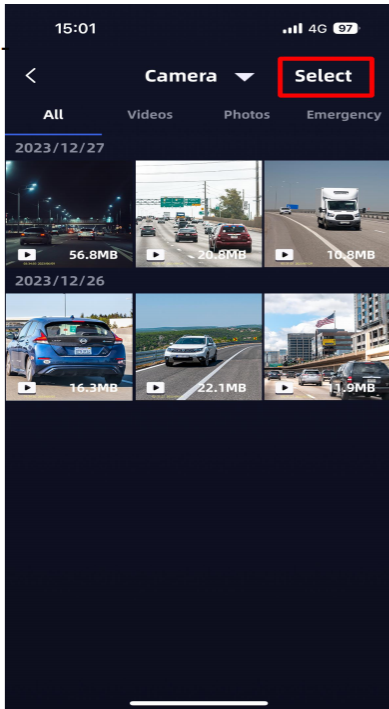 15:01 4G 97
Camera Select
All Videos Photos Emergency
2023/12/27
56.8MB 20.8MB 10.8MB
2023/12/26
16.3MB 22.1MB 11.9MB